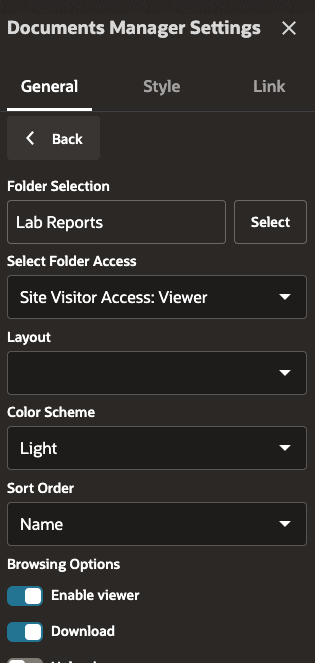 Documents Manager Settings
General Style Link
Back
Folder Selection
Lab Reports Select
Select Folder Access
Site Visitor Access: Viewer
Layout
Color Scheme
Light
Sort Order
Name
Browsing Options
Enable viewer
Download